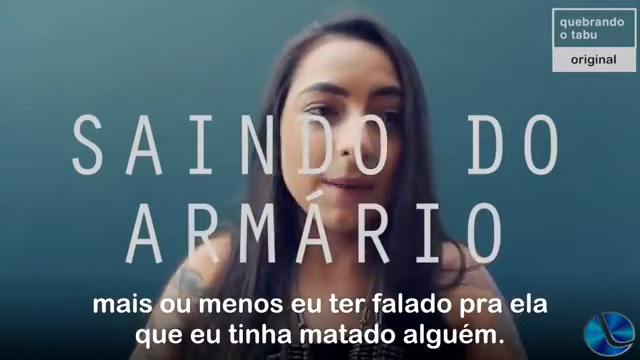 quebrando
o tabu
original
SAINDO DO
ARMÁRIO
mais ou menos eu ter falado pra ela
que eu tinha matado alguém.